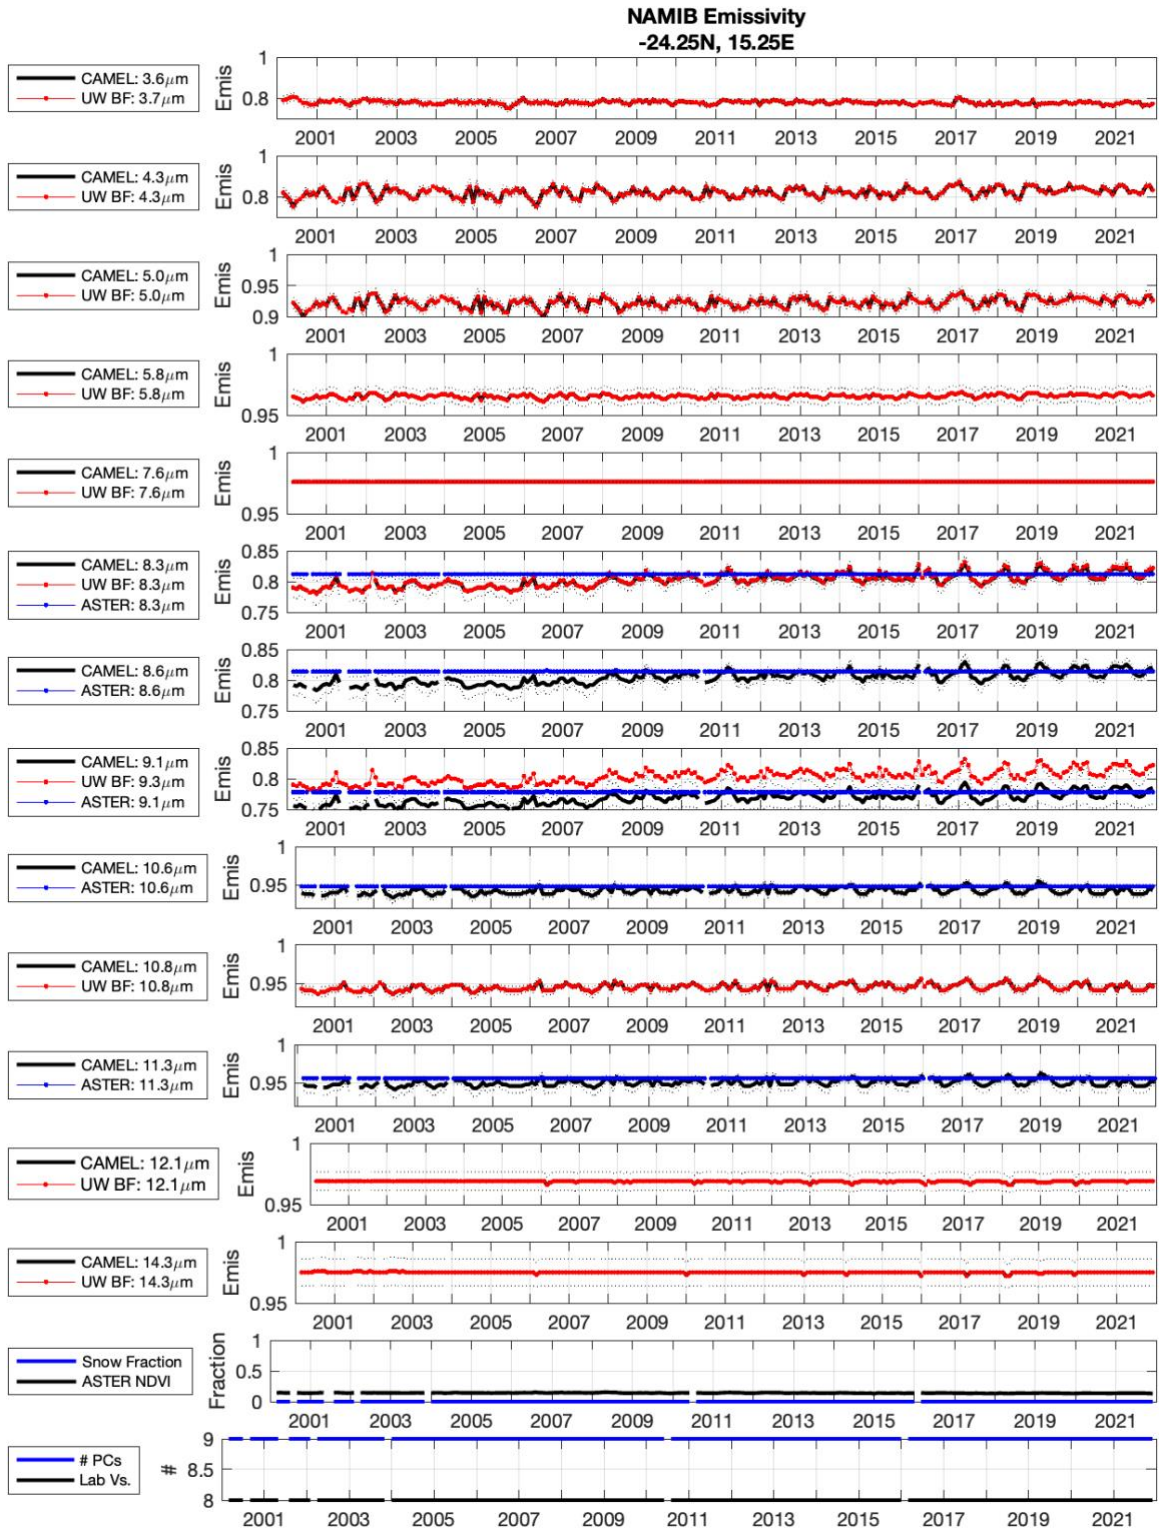 NAMIB Emissivity
-24.25N, 15.25E
CAMEL: 3.6μm
UW BF: 3.7μm
Emis
1
0.8
2001 2003 2005 2007 2009 2011 2013 2015 2017 2019 2021
CAMEL: 4.3μm
UW BF: 4.3μm
Emis
1
0.8
2001 2003 2005 2007 2009 2011 2013 2015 2017 2019 2021
CAMEL: 5.0μm
UW BF: 5.0μm
Emis
1
0.95
0.9
2001 2003 2005 2007 2009 2011 2013 2015 2017 2019 2021
CAMEL: 5.8μm
UW BF: 5.8μm
Emis
1
0.95
2001 2003 2005 2007 2009 2011 2013 2015 2017 2019 2021
CAMEL: 7.6μm
UW BF: 7.6μm
Emis
1
0.95
2001 2003 2005 2007 2009 2011 2013 2015 2017 2019 2021
CAMEL: 8.3μm
UW BF: 8.3μm
ASTER: 8.3μm
Emis
0.85
0.8
0.75
2001 2003 2005 2007 2009 2011 2013 2015 2017 2019 2021
CAMEL: 8.6μm
ASTER: 8.6μm
Emis
0.85
0.8
0.75
2001 2003 2005 2007 2009 2011 2013 2015 2017 2019 2021
CAMEL: 9.1μm
UW BF: 9.3μm
ASTER: 9.1μm
Emis
0.85
0.8
0.75
2001 2003 2005 2007 2009 2011 2013 2015 2017 2019 2021
CAMEL: 10.6μm
ASTER: 10.6μm
Emis
1
0.95
2001 2003 2005 2007 2009 2011 2013 2015 2017 2019 2021
CAMEL: 10.8μm
UW BF: 10.8μm
Emis
1
0.95
2001 2003 2005 2007 2009 2011 2013 2015 2017 2019 2021
CAMEL: 11.3μm
ASTER: 11.3μm
Emis
1
0.95
2001 2003 2005 2007 2009 2011 2013 2015 2017 2019 2021
CAMEL: 12.1μm
UW BF: 12.1μm
Emis
1
0.95
2001 2003 2005 2007 2009 2011 2013 2015 2017 2019 2021
CAMEL: 14.3μm
UW BF: 14.3μm
Emis
1
0.95
2001 2003 2005 2007 2009 2011 2013 2015 2017 2019 2021
Snow Fraction
ASTER NDVI
Fraction
1
0.5
0
2001 2003 2005 2007 2009 2011 2013 2015 2017 2019 2021
# PCs
Lab Vs.
#
9
8.5
8
2001 2003 2005 2007 2009 2011 2013 2015 2017 2019 2021